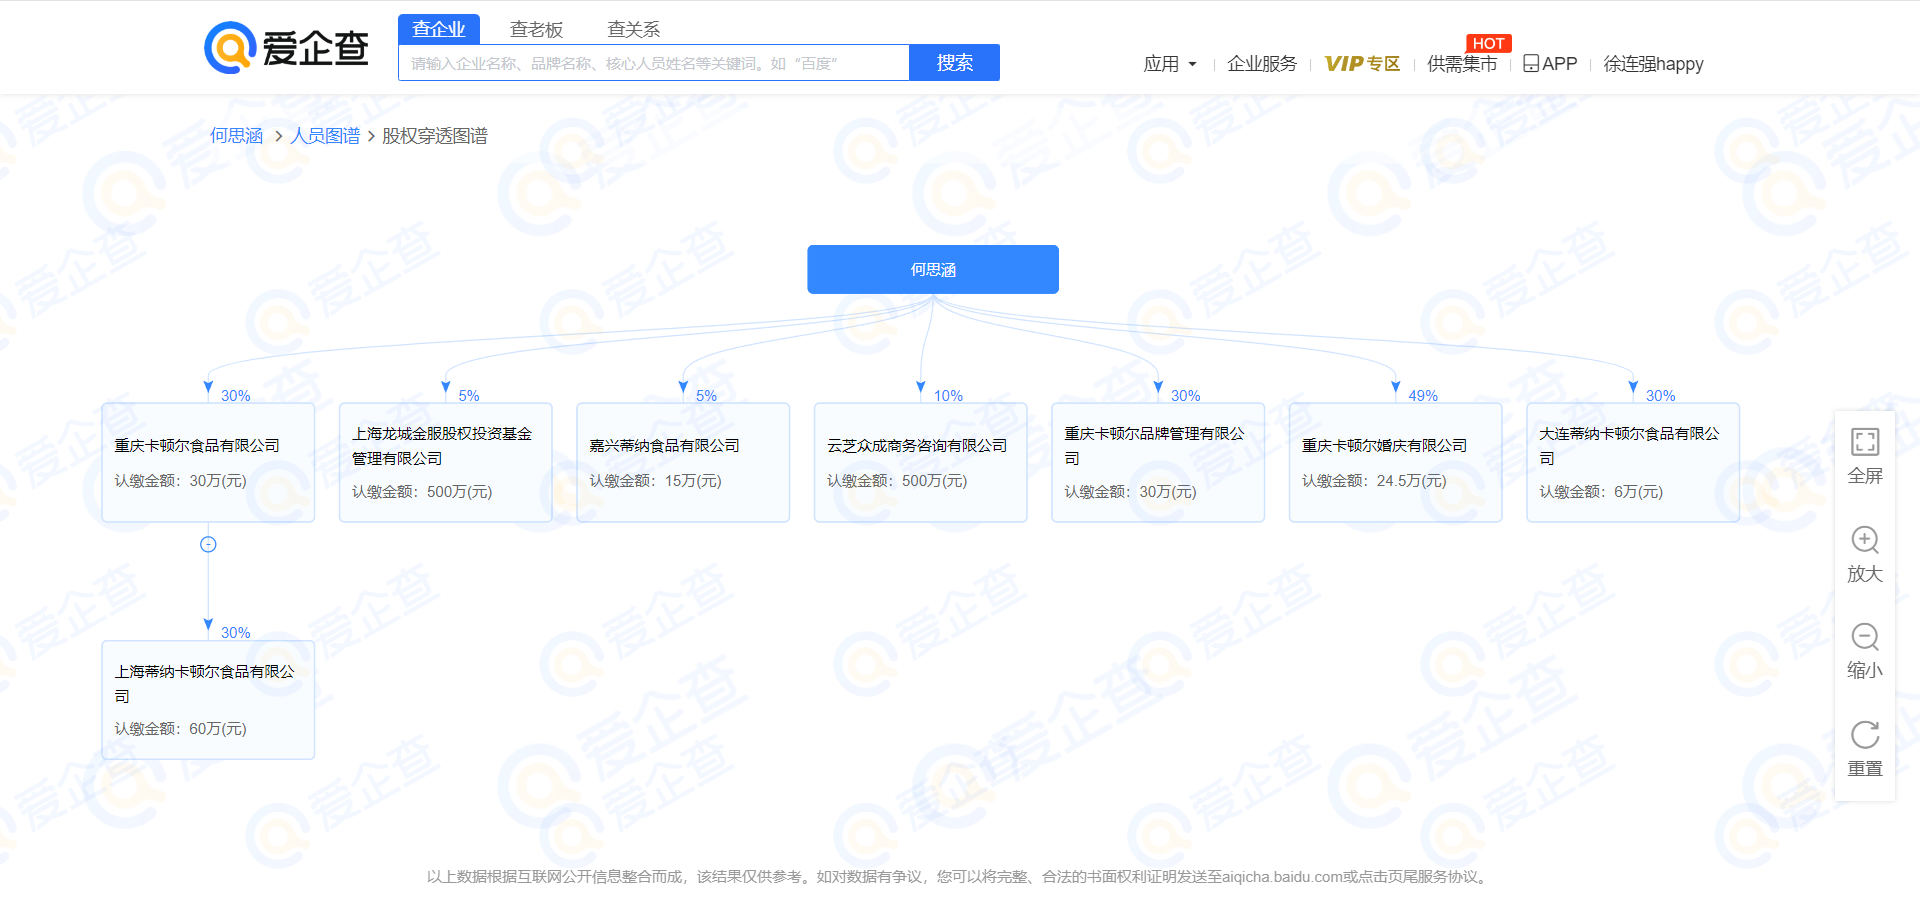 爱企查
查企业 查老板 查关系
请输入企业名称、品牌名称、核心人员姓名等关键词。如“百度” 搜索
应用 企业服务 VIP专区 供需集市 HOT APP 徐连强happy
何思涵 > 人员图谱 > 股权穿透图谱
何思涵
30%
重庆卡顿尔食品有限公司
认缴金额：30万(元)
5%
上海龙城金服股权投资基金
管理有限公司
认缴金额：500万(元)
5%
嘉兴蒂纳食品有限公司
认缴金额：15万(元)
10%
云芝众成商务咨询有限公司
认缴金额：500万(元)
30%
重庆卡顿尔品牌管理有限公
司
认缴金额：30万(元)
49%
重庆卡顿尔婚庆有限公司
认缴金额：24.5万(元)
30%
大连蒂纳卡顿尔食品有限公
司
认缴金额：6万(元)
30%
上海蒂纳卡顿尔食品有限公
司
认缴金额：60万(元)
全屏
放大
缩小
重置
以上数据根据互联网公开信息整合而成，该结果仅供参考。如对数据有争议，您可以将完整、合法的书面权利证明发送至aiqicha.baidu.com或点击页尾服务协议。